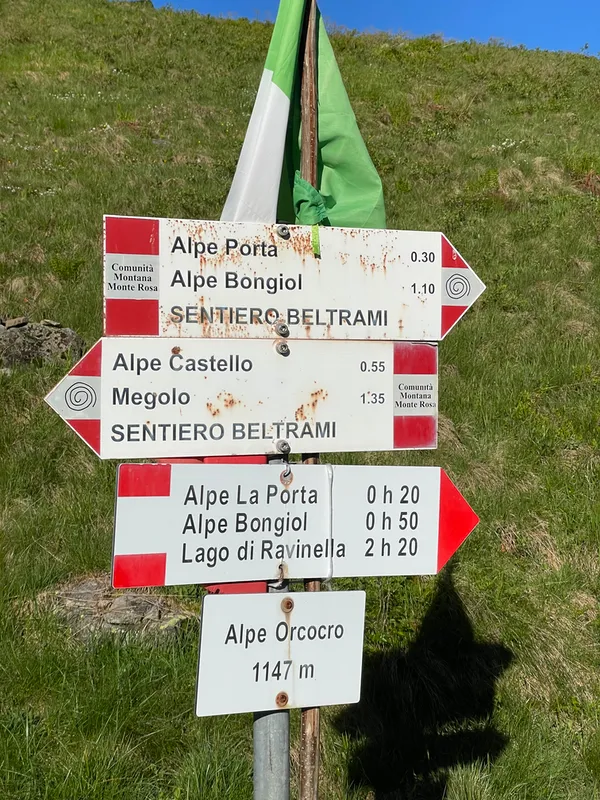 Alpe Porta 0.30
Comunità
Montana
Monte Rosa
Alpe Bongiol 1.10
SENTIERO BELTRAMI
Alpe Castello 0.55
Megolo 1.35
Comunità
Montana
Monte Rosa
SENTIERO BELTRAMI
Alpe La Porta 0 h 20
Alpe Bongiol 0 h 50
Lago di Ravinella 2 h 20
Alpe Orcocro
1147 m